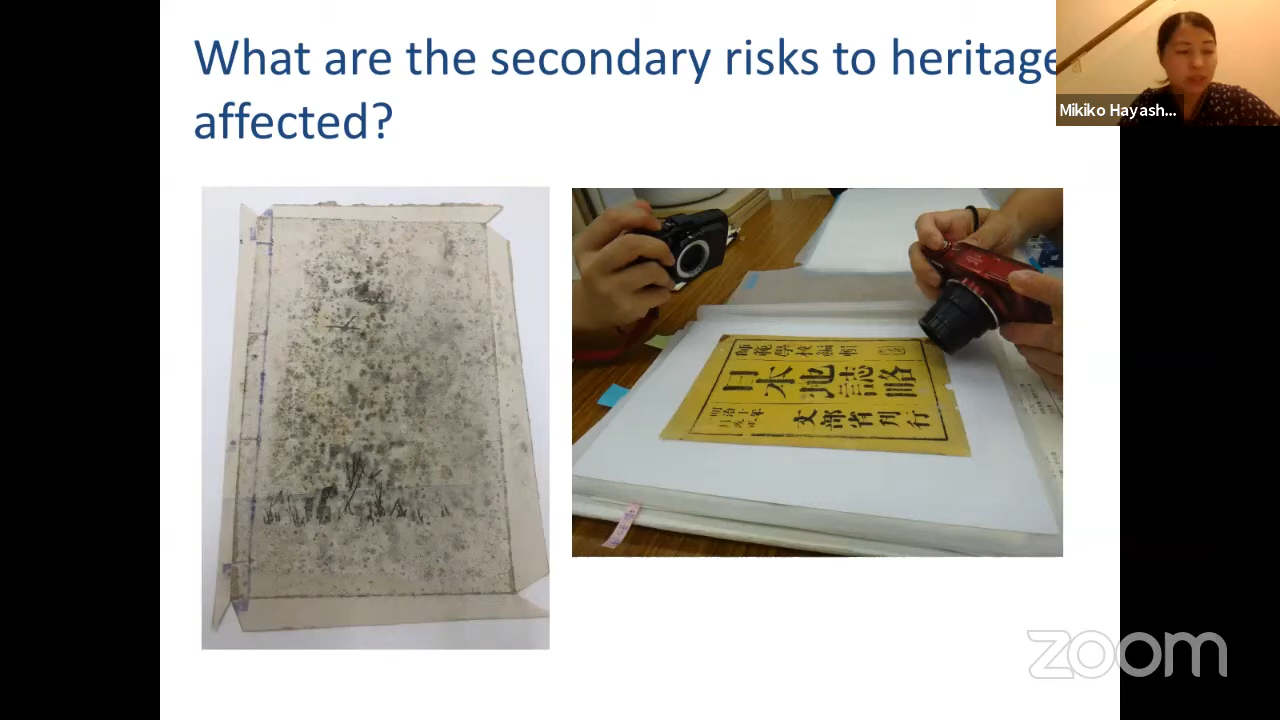 What are the secondary risks to heritage
affected?
Mikiko Hayash...
師範學校編輯
日本地誌略
文部省刊行
zoom